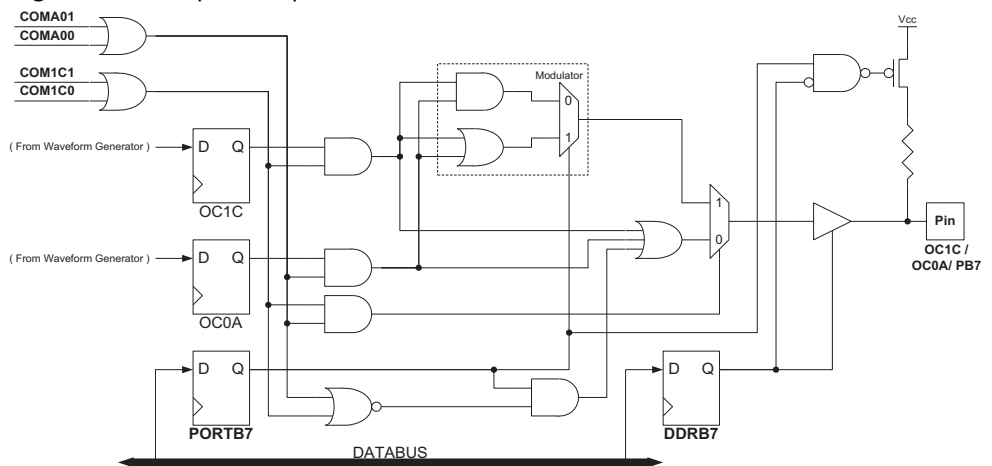 COMA01
COMA00
COM1C1
COM1C0
( From Waveform Generator )
D Q
OC1C
( From Waveform Generator )
D Q
OC0A
D Q
PORTB7
DATABUS
Modulator
0
1
1
0
D Q
DDRB7
Vcc
Pin
OC1C /
OC0A/ PB7